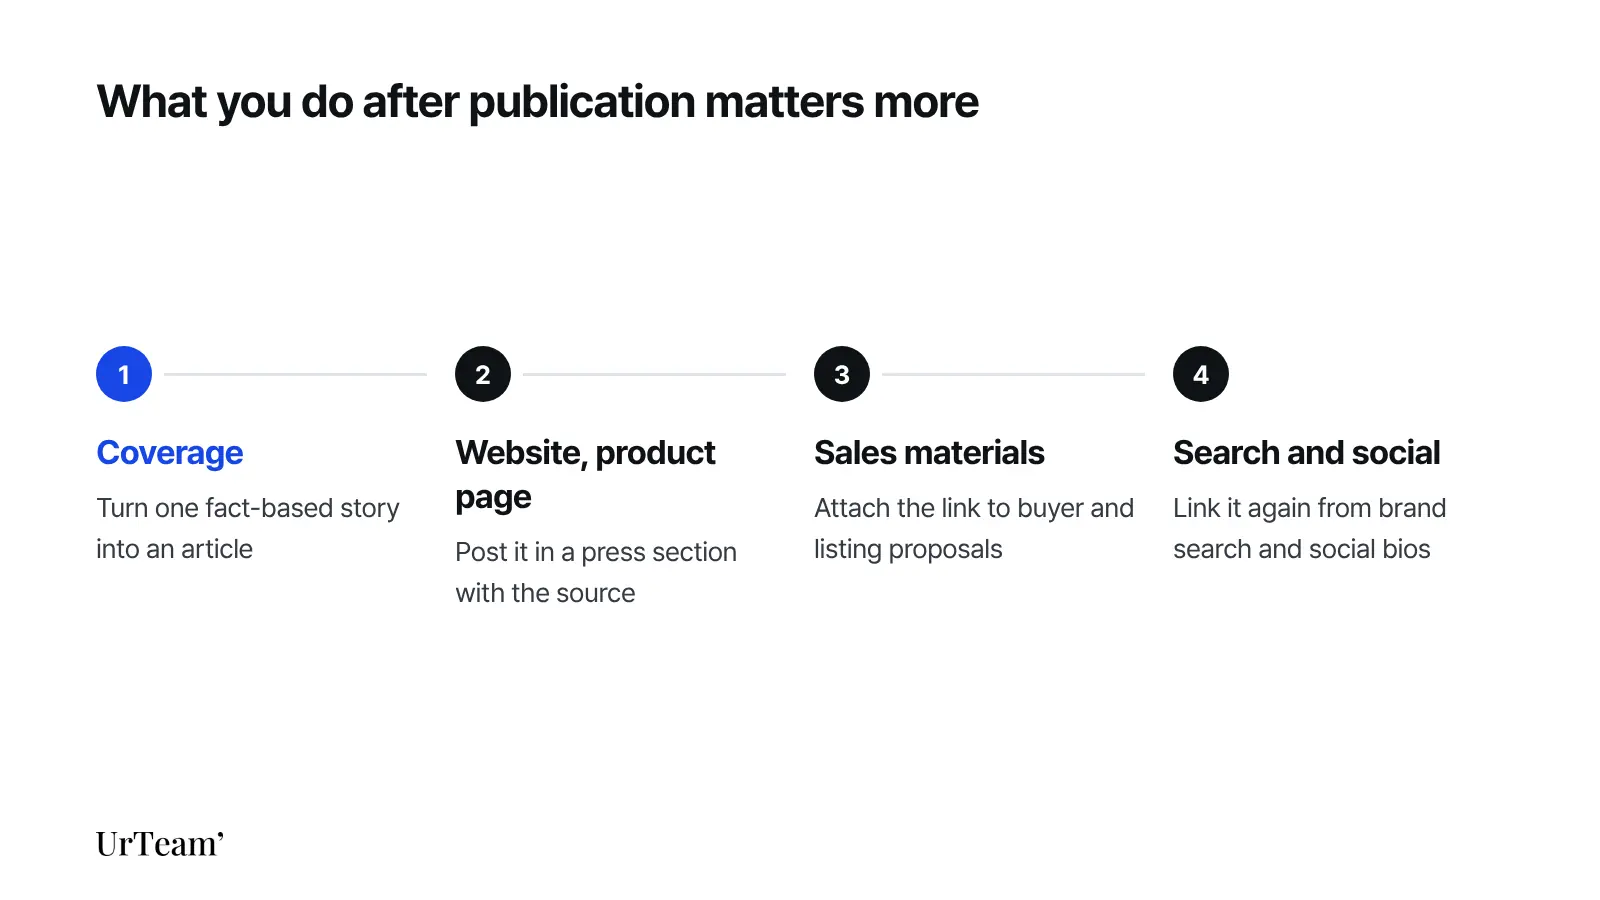 What you do after publication matters more
1
Coverage
Turn one fact-based story
into an article
2
Website, product
page
Post it in a press section
with the source
3
Sales materials
Attach the link to buyer and
listing proposals
4
Search and social
Link it again from brand
search and social bios
UrTeam’